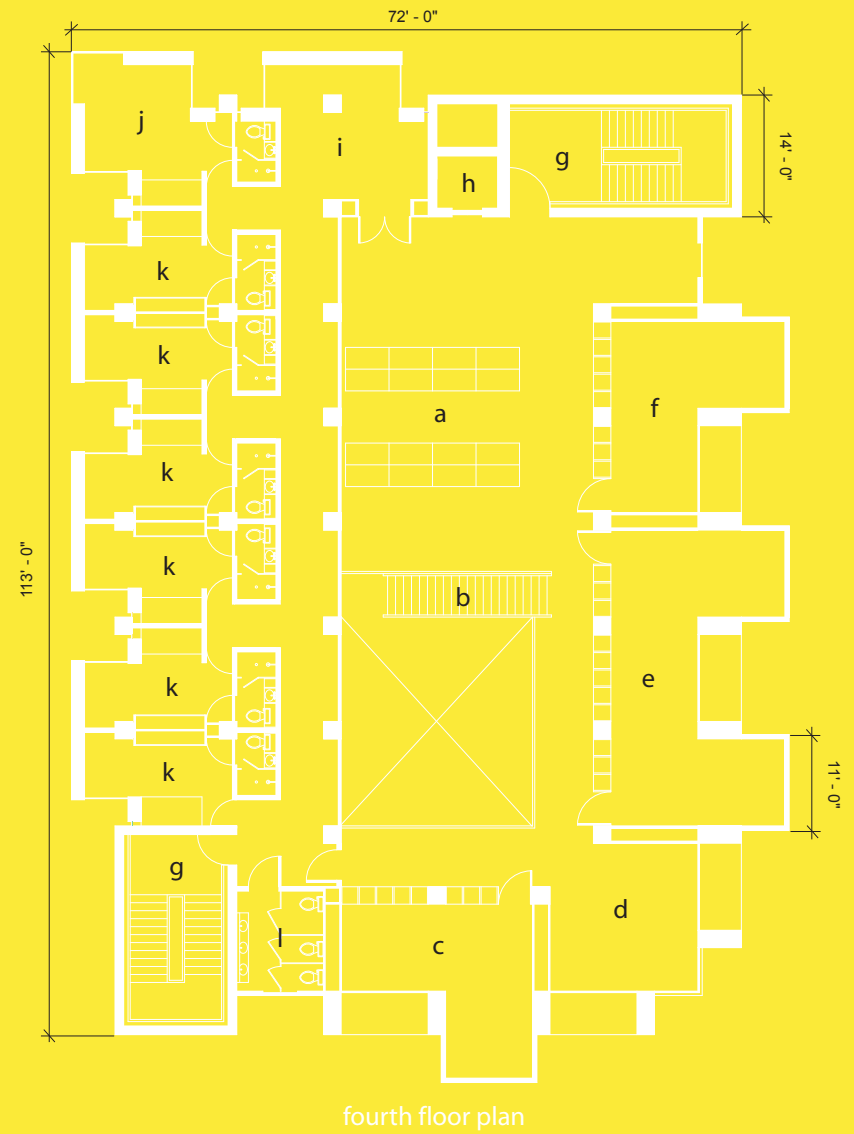 72' - 0"
j
i
g
14' - 0"
h
k
k
a
f
k
113' - 0"
k
b
e
k
k
11' - 0"
g
d
l
c
fourth floor plan